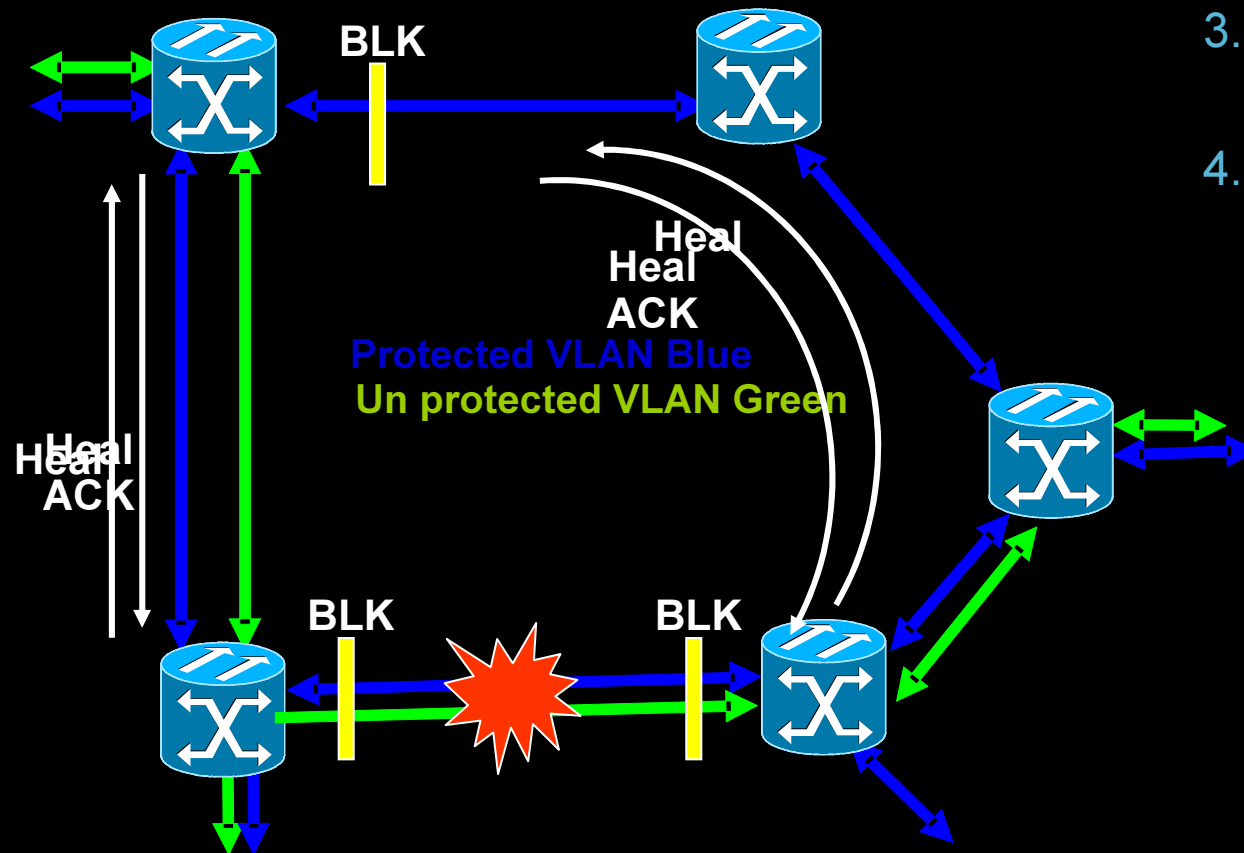 BLK
3.
4.
Heal
Heal
ACK
Protected VLAN Blue
Un protected VLAN Green
Heal
Heal
ACK
BLK
BLK